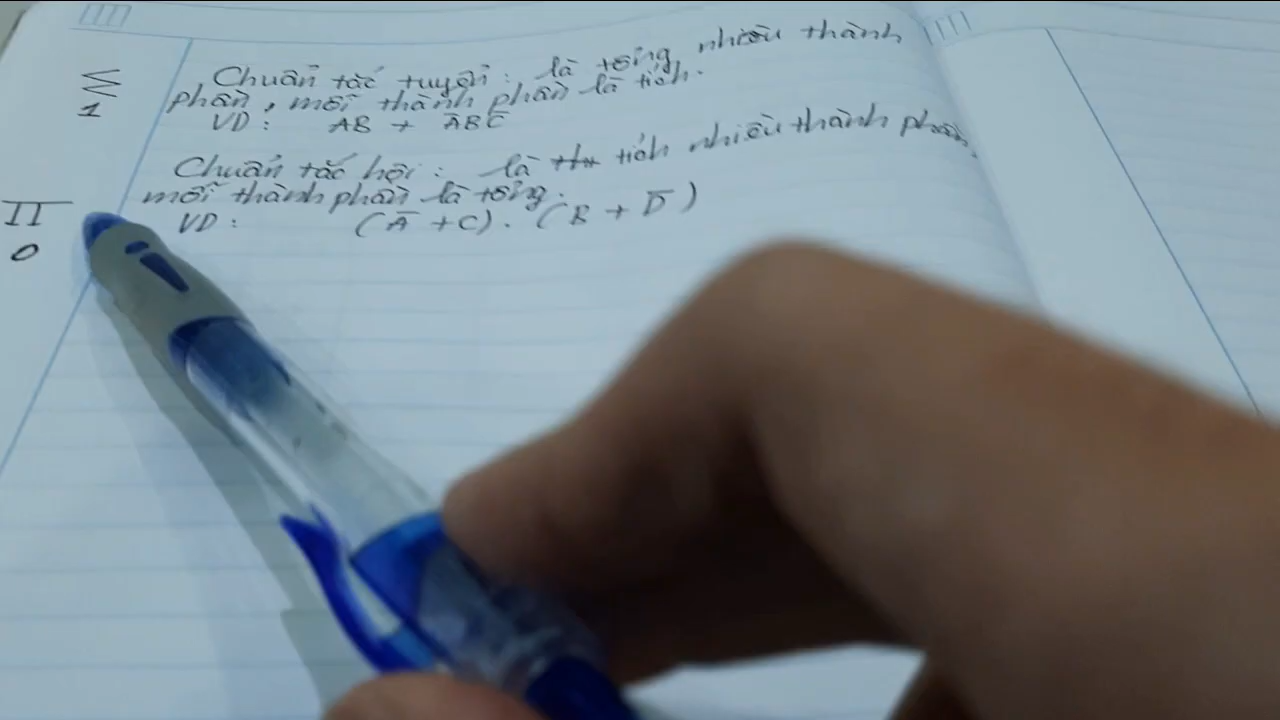 Σ
1
Chuẩn tắc tuyển : là tổng nhiều thành
phần , mỗi thành phần là tích.
VD : AB + A̅BC̅
Chuẩn tắc hội : là tích nhiều thành phần,
mỗi thành phần là tổng.
VD : (A̅ + C) . (B + D̅)
Π
0